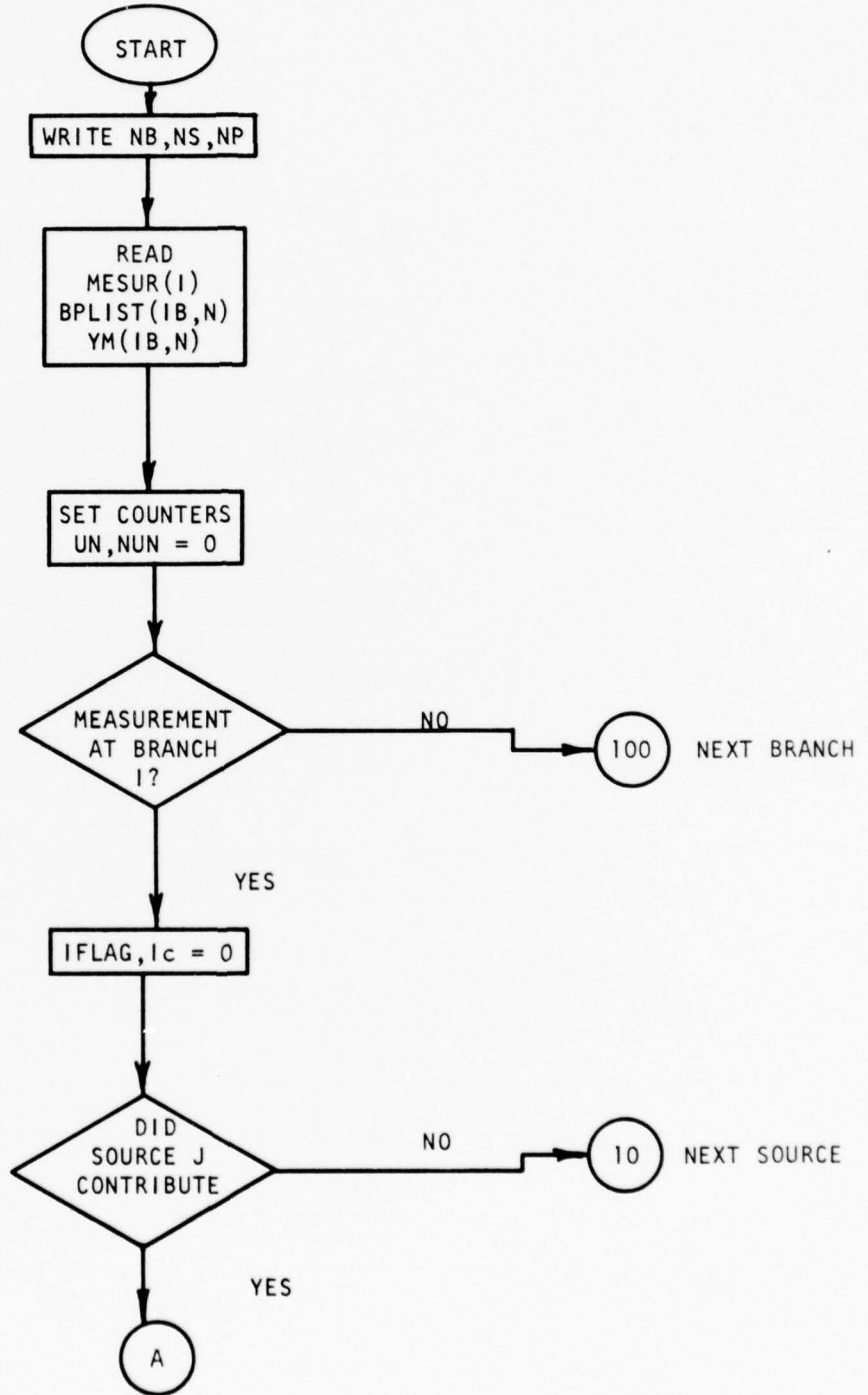 START
WRITE NB,NS,NP
READ
MESUR(I)
BPLIST(IB,N)
YM(IB,N)
SET COUNTERS
UN,NUN = 0
MEASUREMENT
AT BRANCH
I?
NO
100
NEXT BRANCH
YES
IFLAG,Ic = 0
DID
SOURCE J
CONTRIBUTE
NO
10
NEXT SOURCE
YES
A